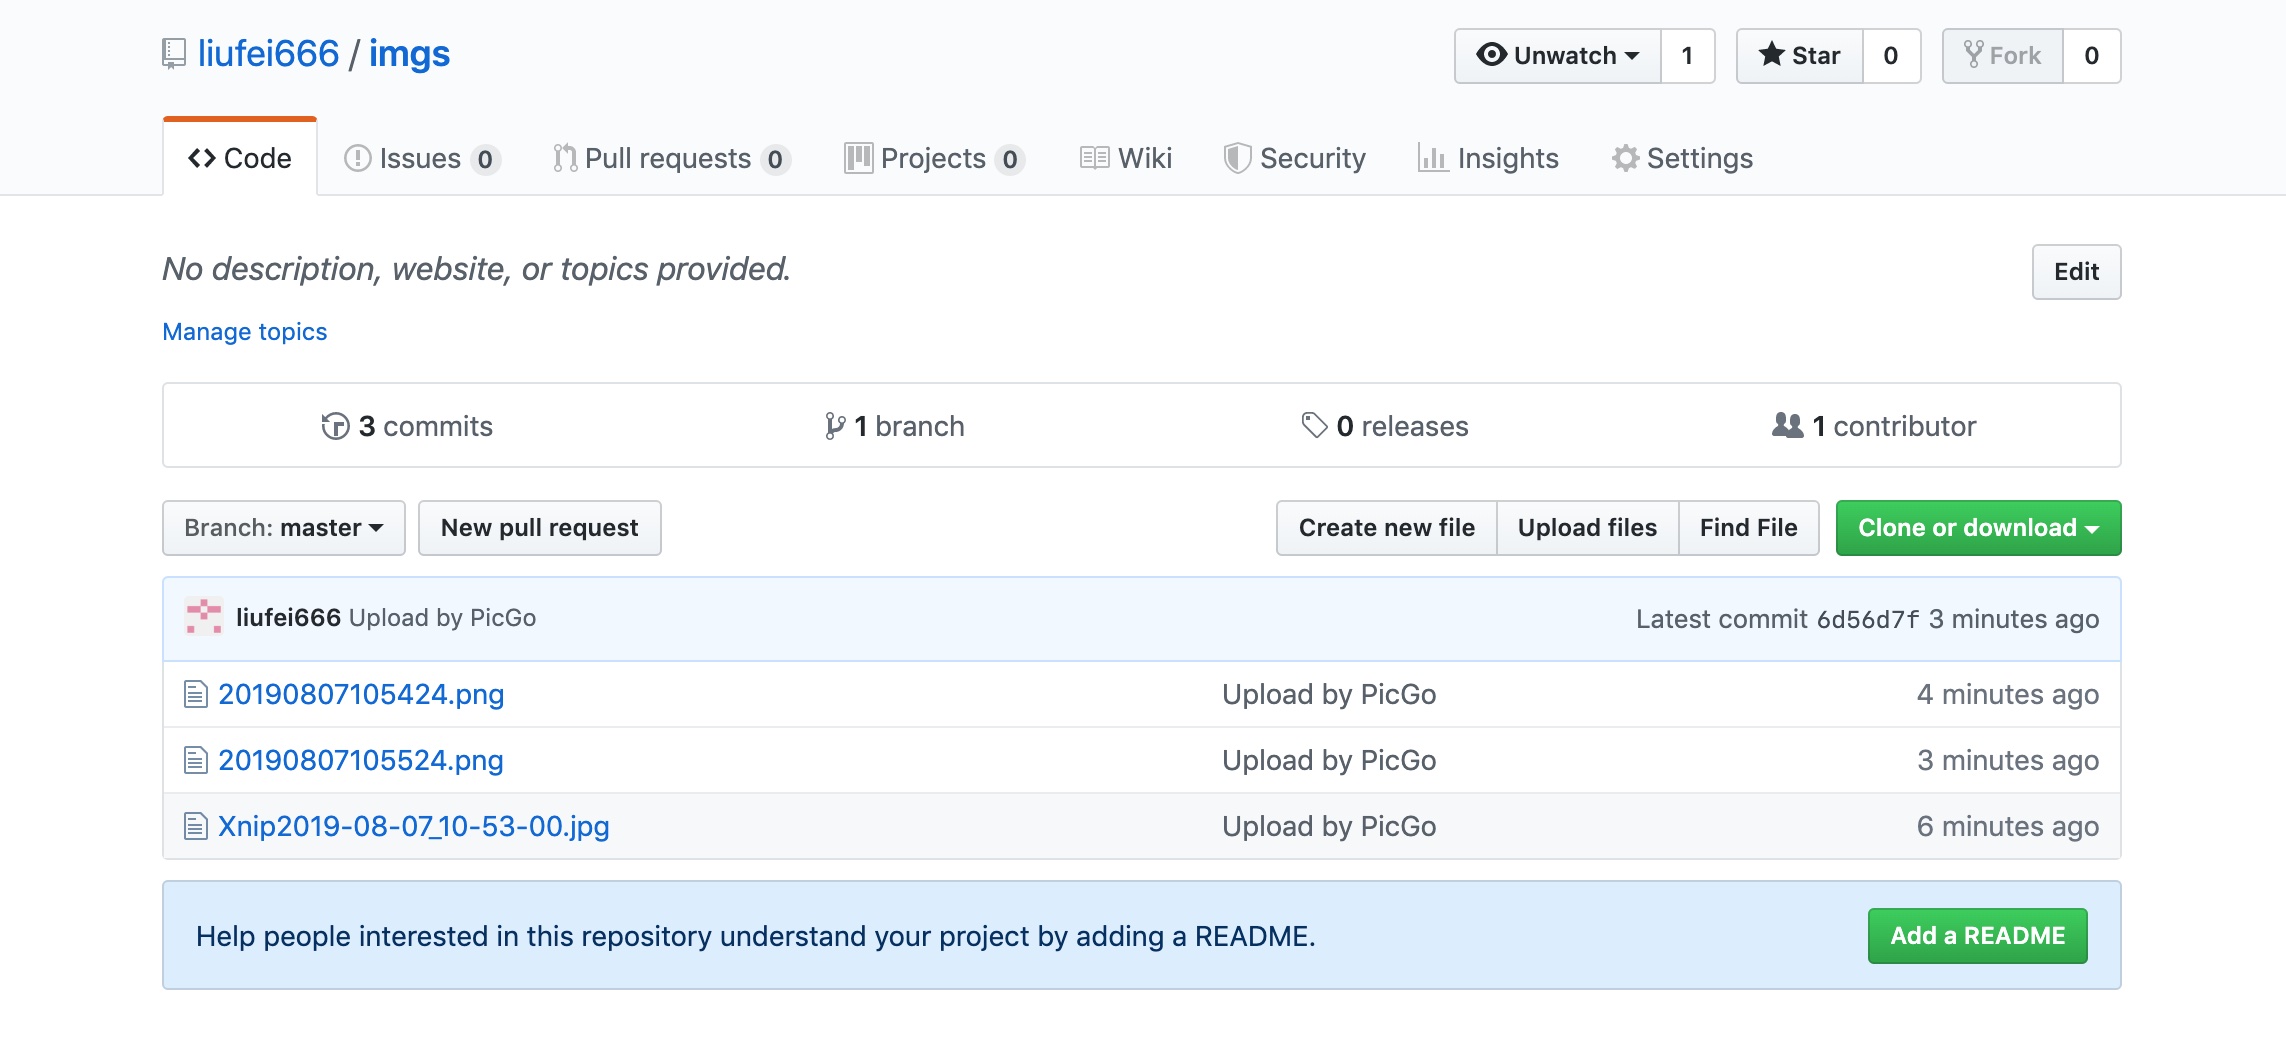 liufei666 / imgs Unwatch 1 Star 0 Fork 0
Code Issues 0 Pull requests 0 Projects 0 Wiki Security Insights Settings
No description, website, or topics provided. Edit
Manage topics
3 commits 1 branch 0 releases 1 contributor
Branch: master New pull request Create new file Upload files Find File Clone or download
liufei666 Upload by PicGo Latest commit 6d56d7f 3 minutes ago
20190807105424.png Upload by PicGo 4 minutes ago
20190807105524.png Upload by PicGo 3 minutes ago
Xnip2019-08-07_10-53-00.jpg Upload by PicGo 6 minutes ago
Help people interested in this repository understand your project by adding a README. Add a README